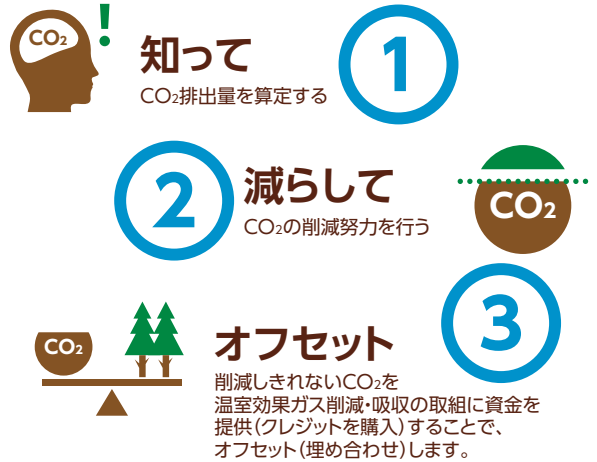 CO₂
!
知って
CO₂排出量を算定する
1
2
減らして
CO₂の削減努力を行う
CO₂
3
CO₂
オフセット
削減しきれないCO₂を
温室効果ガス削減・吸収の取組に資金を
提供(クレジットを購入)することで、
オフセット(埋め合わせ)します。